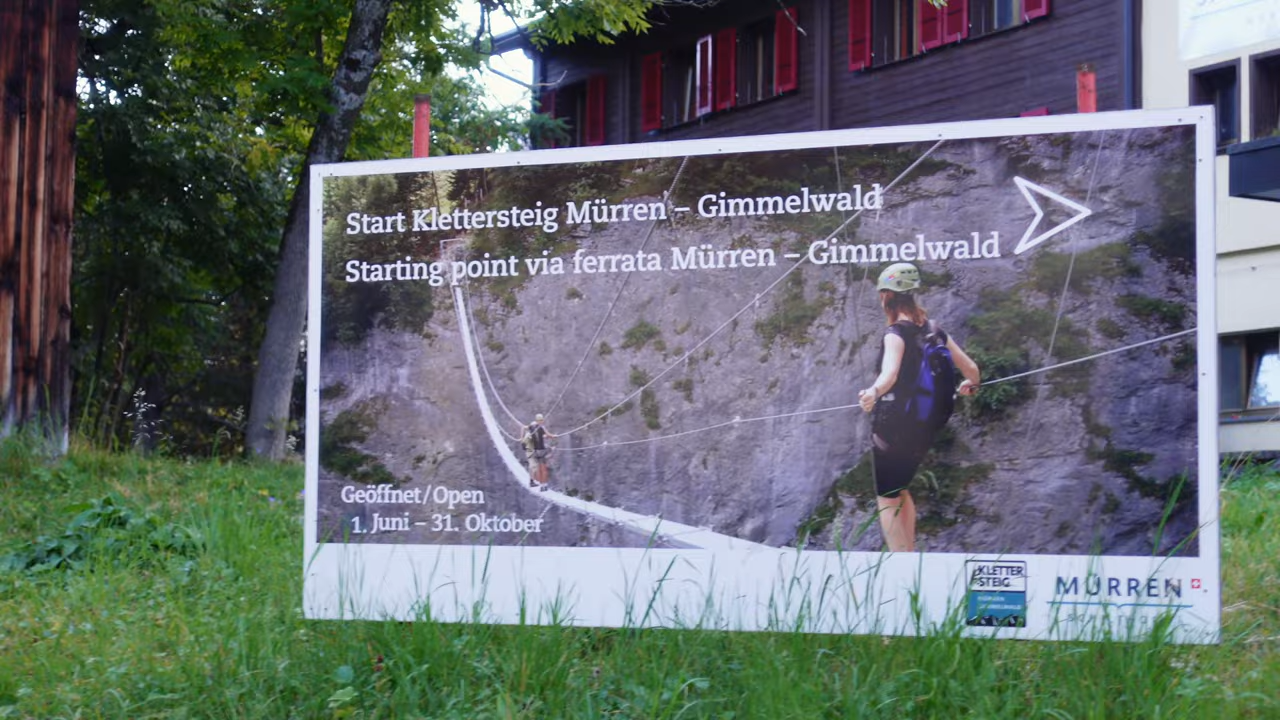 Start Klettersteig Mürren – Gimmelwald
Starting point via ferrata Mürren – Gimmelwald
Geöffnet/Open
1. Juni – 31. Oktober
KLETTER
STEIG
MÜRREN